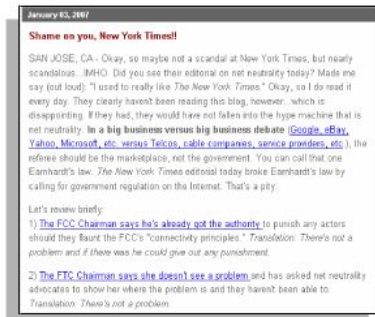 January 03, 2007
Shame on you, New York Times!!
SAN JOSE, CA - Okay, so maybe not a scandal at New York Times, but nearly
scandalous...IMHO. Did you see their editorial on net neutrality today? Made me
say (out loud): "I used to really like The New York Times." Okay, so I do read it
every day. They clearly haven't been reading this blog, however...which is
disappointing. If they had, they would have not fallen into the hype machine that is
net neutrality. In a big business versus big business debate (Google, eBay,
Yahoo, Microsoft, etc. versus Telcos, cable companies, service providers, etc.), the
referee should be the marketplace, not the government. You can call that one
Earnhardt's law. The New York Times editorial today broke Earnhardt's law by
calling for government regulation on the Internet. That's a pity.
Let's review briefly:
1) The FCC Chairman says he's already got the authority to punish any actors
should they flaunt the FCC's "connectivity principles." Translation: There's not a
problem and if there was he could give out any punishment.
2) The FTC Chairman says she doesn't see a problem and has asked net neutrality
advocates to show her where the problem is and they haven't been able to.
Translation: There's not a problem.